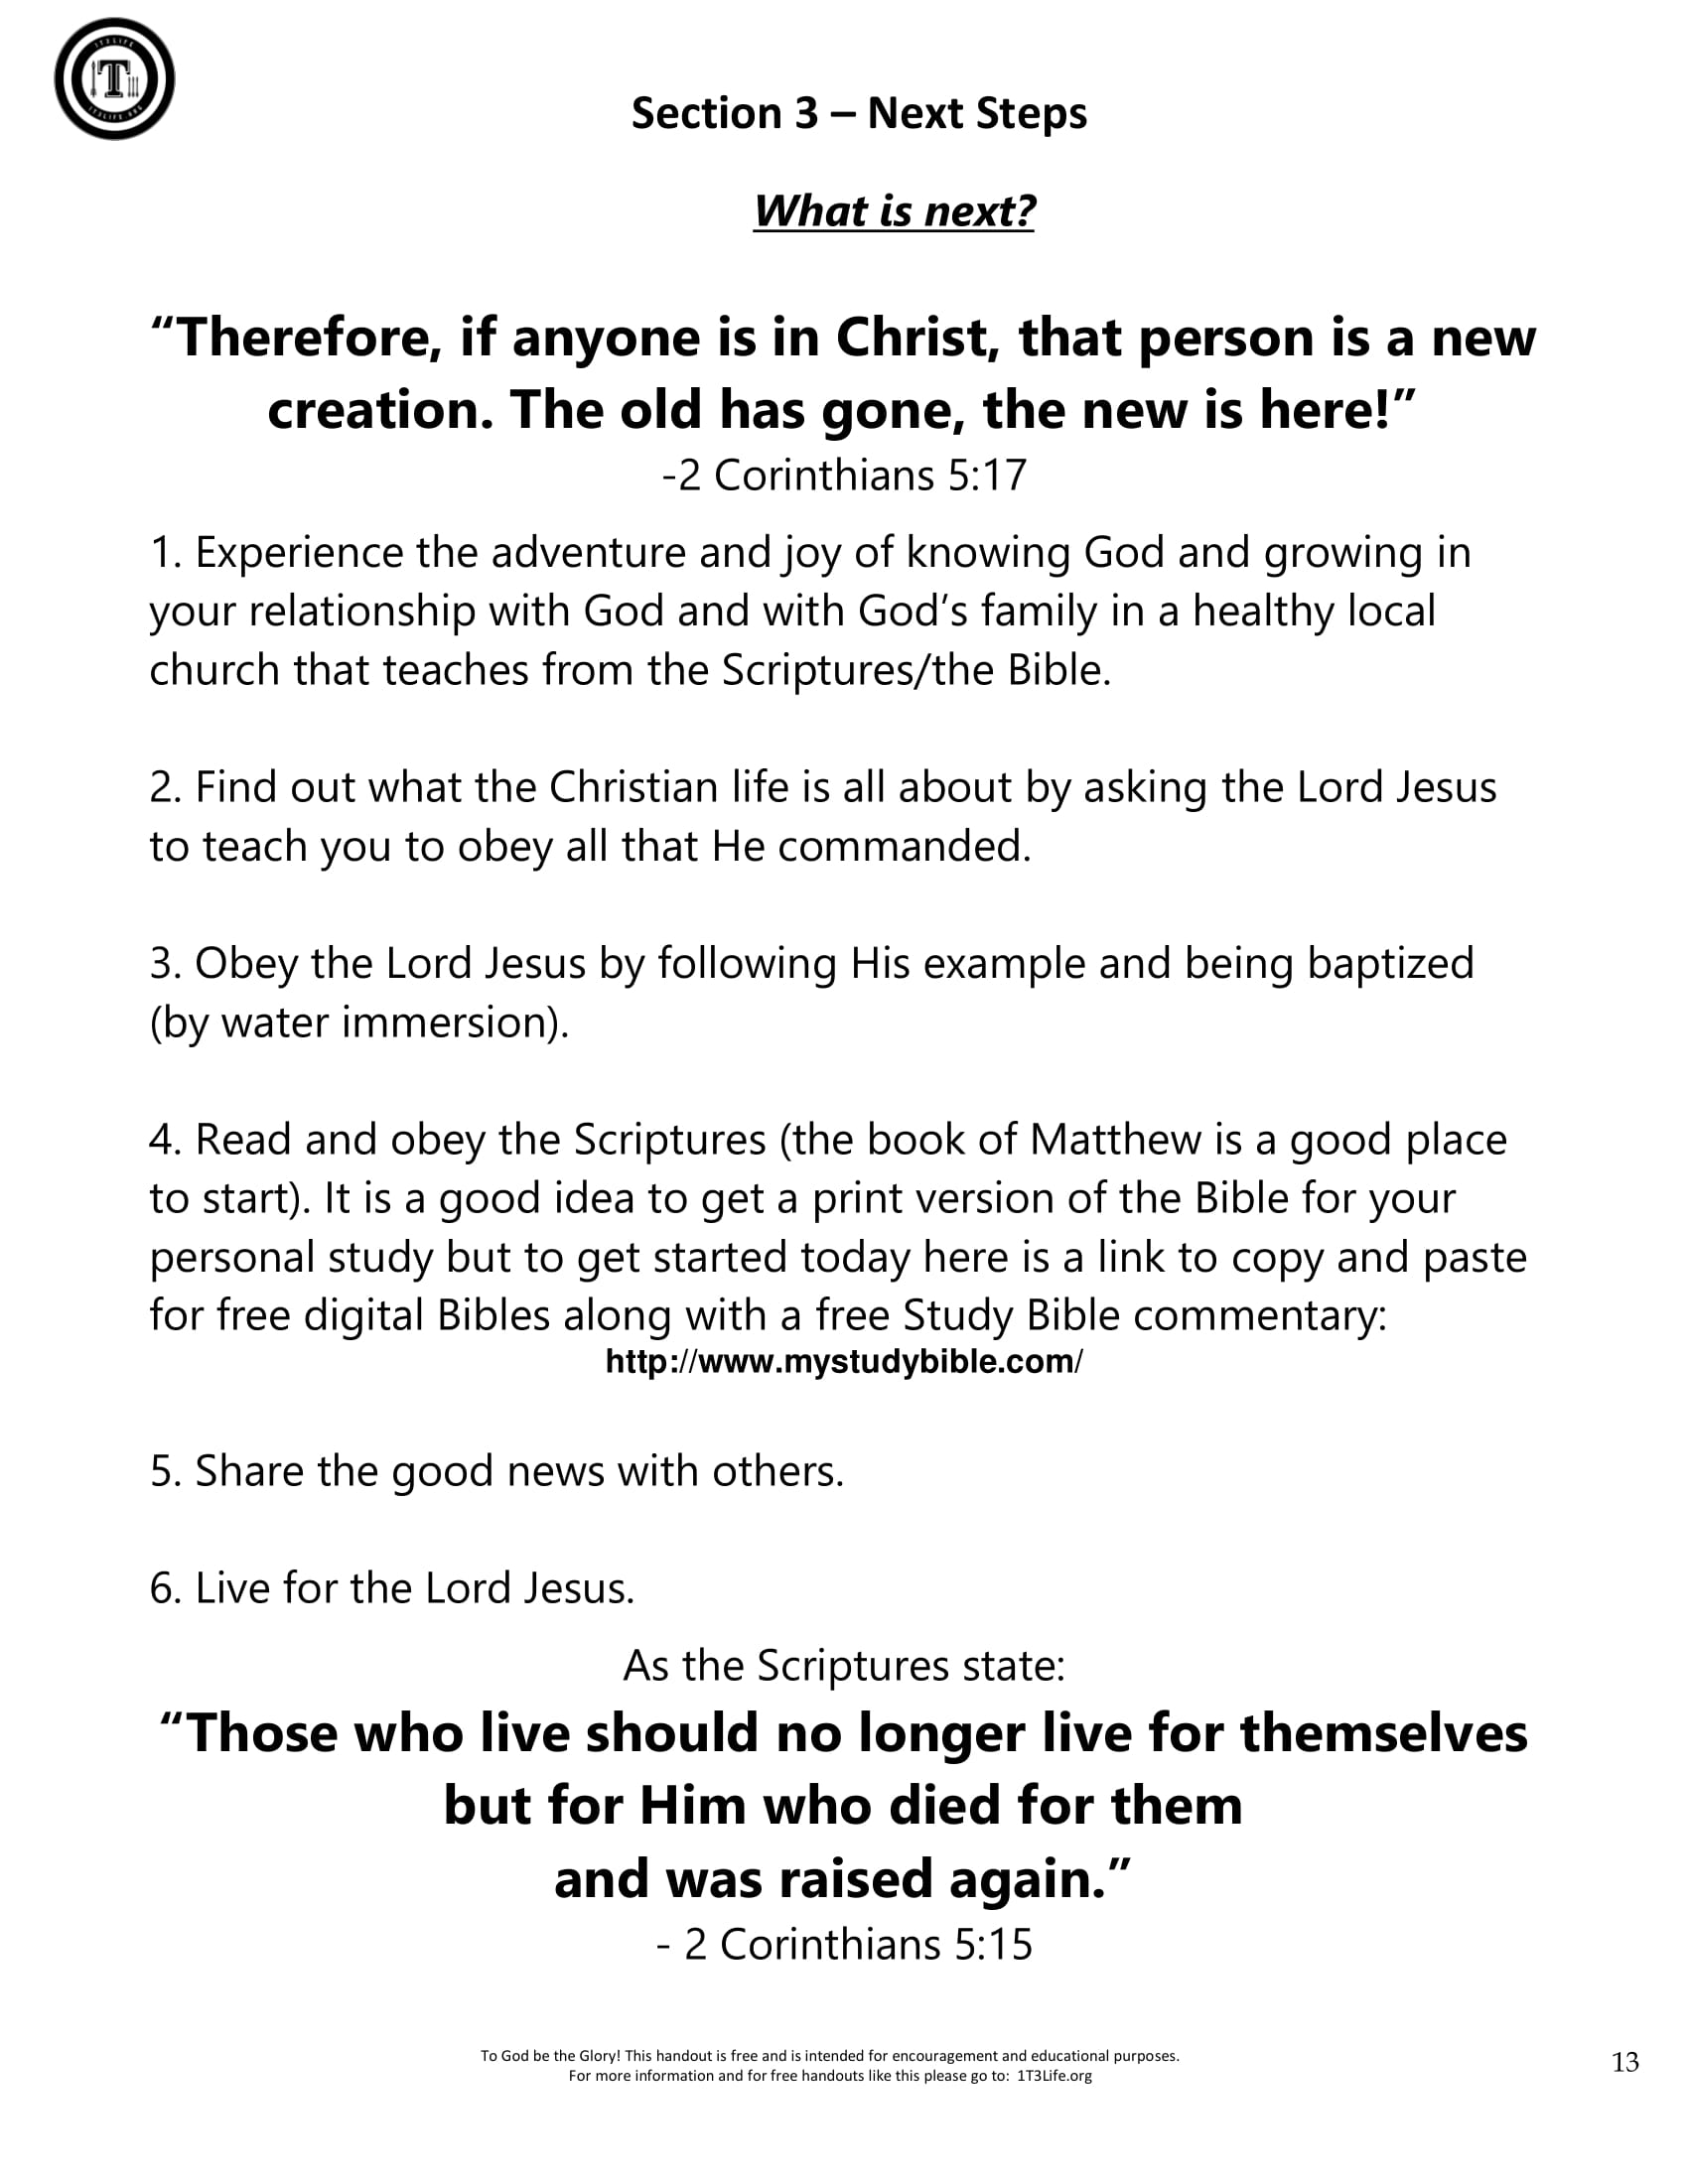 1T3LIFE
T
1T3LIFE.ORG
Section 3 – Next Steps
What is next?
“Therefore, if anyone is in Christ, that person is a new
creation. The old has gone, the new is here!”
-2 Corinthians 5:17
1. Experience the adventure and joy of knowing God and growing in
your relationship with God and with God’s family in a healthy local
church that teaches from the Scriptures/the Bible.
2. Find out what the Christian life is all about by asking the Lord Jesus
to teach you to obey all that He commanded.
3. Obey the Lord Jesus by following His example and being baptized
(by water immersion).
4. Read and obey the Scriptures (the book of Matthew is a good place
to start). It is a good idea to get a print version of the Bible for your
personal study but to get started today here is a link to copy and paste
for free digital Bibles along with a free Study Bible commentary:
http://www.mystudybible.com/
5. Share the good news with others.
6. Live for the Lord Jesus.
As the Scriptures state:
“Those who live should no longer live for themselves
but for Him who died for them
and was raised again.”
- 2 Corinthians 5:15
To God be the Glory! This handout is free and is intended for encouragement and educational purposes.
For more information and for free handouts like this please go to:  1T3Life.org
13